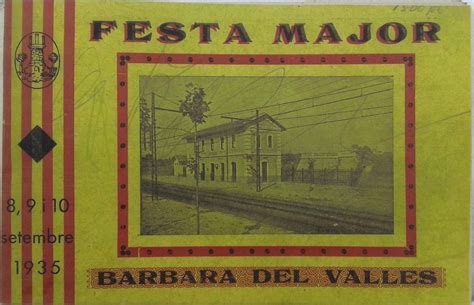 FESTA MAJOR
8, 9 i 10
setembre
1935
BARBARA DEL VALLES